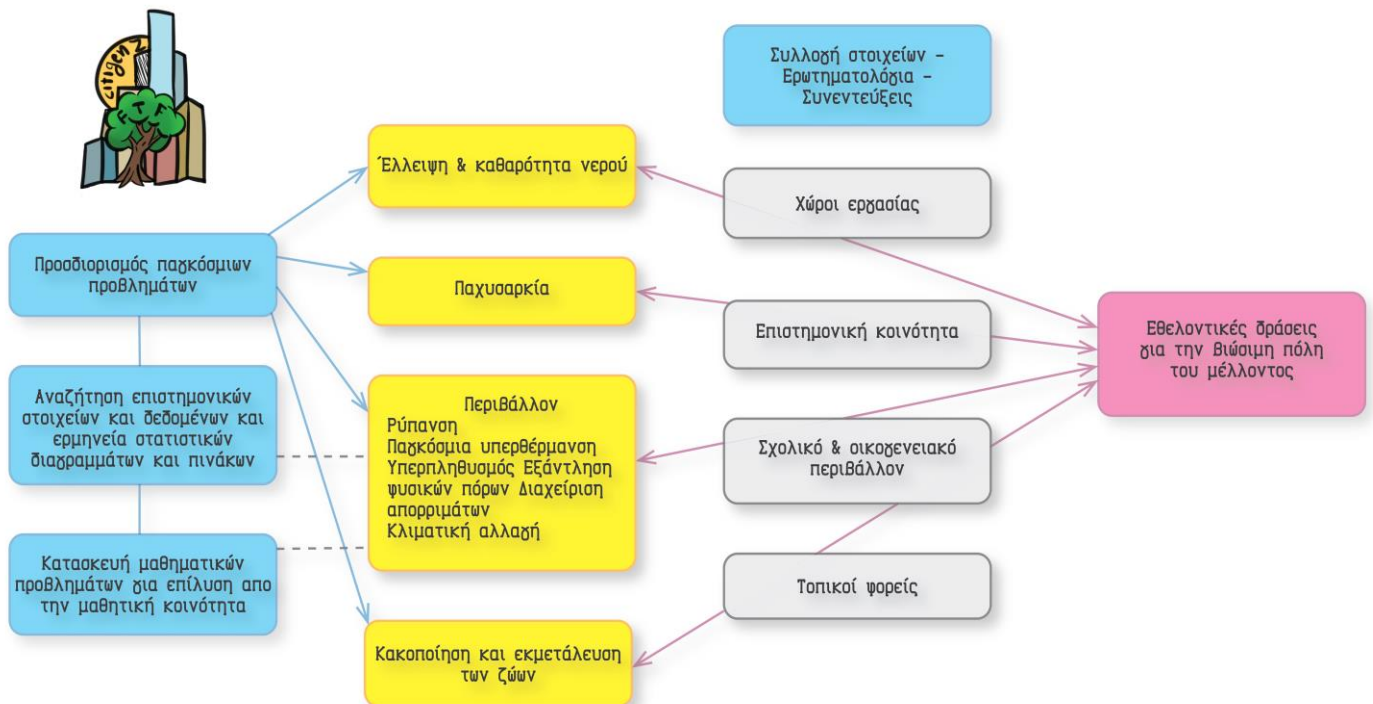 citigenZ
FTF
Συλλογή στοιχείων -
Ερωτηματολόγια -
Συνεντεύξεις
Έλλειψη & καθαρότητα νερού
Χώροι εργασίας
Προσδιορισμός παγκόσμιων
προβλημάτων
Παχυσαρκία
Επιστημονική κοινότητα
Εθελοντικές δράσεις
για την βιώσιμη πόλη
του μέλλοντος
Αναζήτηση επιστημονικών
στοιχείων και δεδομένων και
ερμηνεία στατιστικών
διαγραμμάτων και πινάκων
Περιβάλλον
Ρύπανση
Παγκόσμια υπερθέρμανση
Υπερπληθυσμός Εξάντληση
φυσικών πόρων Διαχείριση
απορριμάτων
Κλιματική αλλαγή
Σχολικό & οικογενειακό
περιβάλλον
Κατασκευή μαθηματικών
προβλημάτων για επίλυση απο
την μαθητική κοινότητα
Τοπικοί φορείς
Κακοποίηση και εκμετάλευση
των ζώων